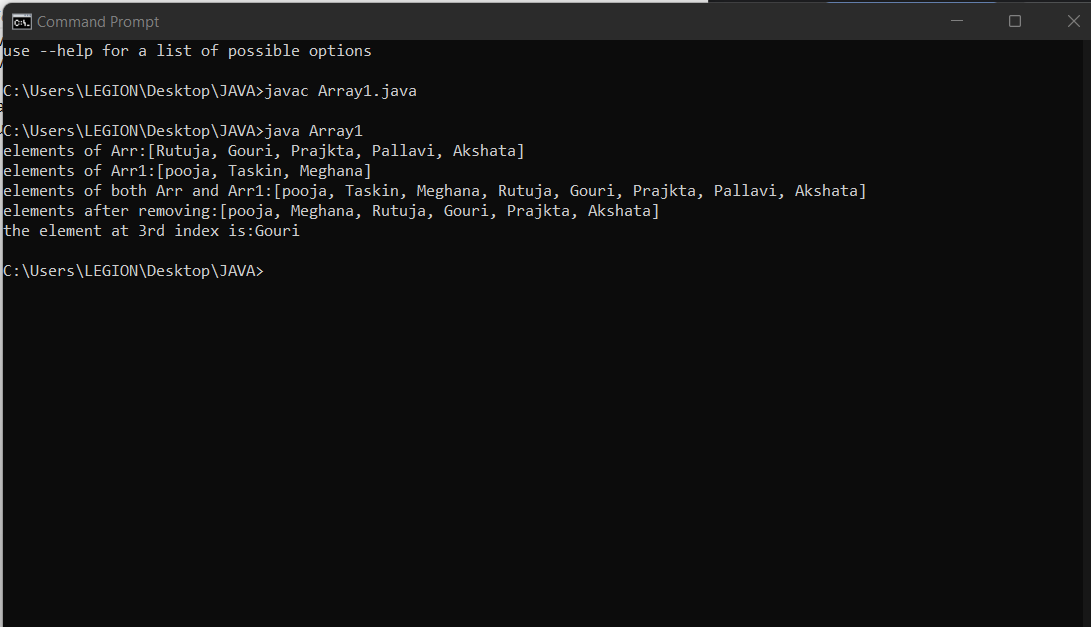 Command Prompt
use --help for a list of possible options
C:\Users\LEGION\Desktop\JAVA>javac Array1.java
C:\Users\LEGION\Desktop\JAVA>java Array1
elements of Arr:[Rutuja, Gouri, Prajkta, Pallavi, Akshata]
elements of Arr1:[pooja, Taskin, Meghana]
elements of both Arr and Arr1:[pooja, Taskin, Meghana, Rutuja, Gouri, Prajkta, Pallavi, Akshata]
elements after removing:[pooja, Meghana, Rutuja, Gouri, Prajkta, Akshata]
the element at 3rd index is:Gouri
C:\Users\LEGION\Desktop\JAVA>